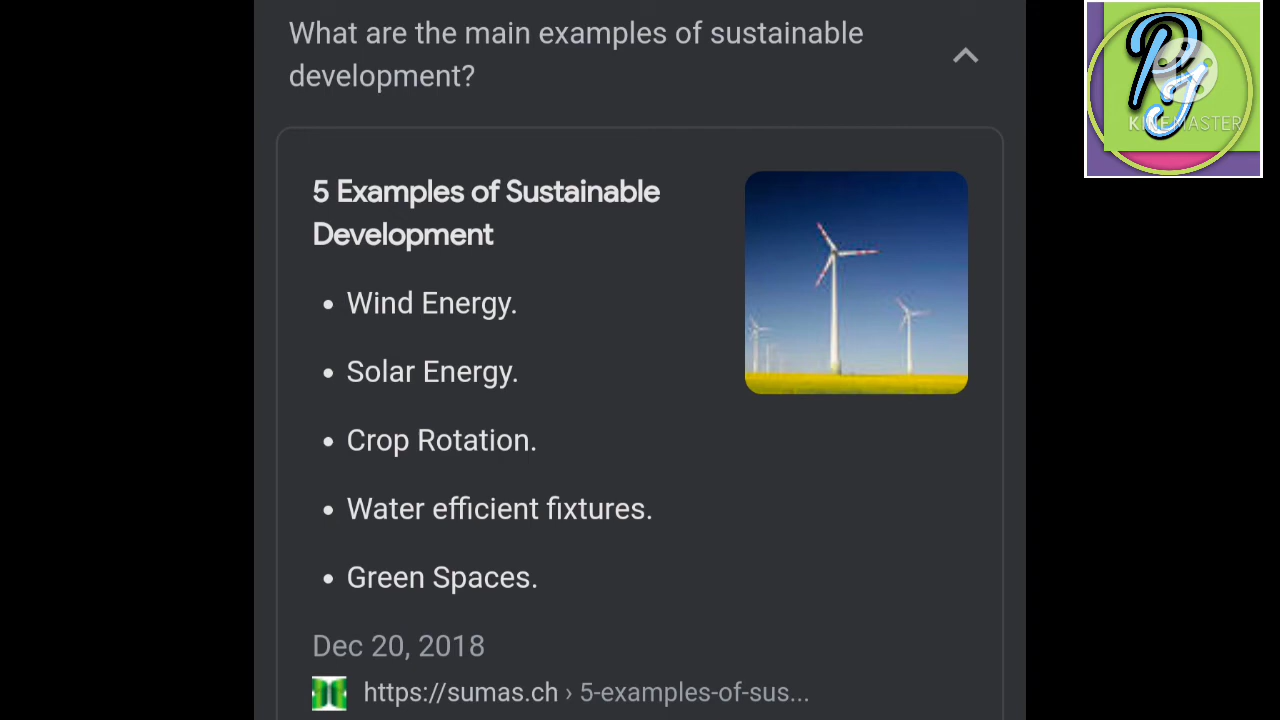 What are the main examples of sustainable
development?
5 Examples of Sustainable
Development
• Wind Energy.
• Solar Energy.
• Crop Rotation.
• Water efficient fixtures.
• Green Spaces.
Dec 20, 2018
https://sumas.ch › 5-examples-of-sus...
PJ
K
KINEMASTER